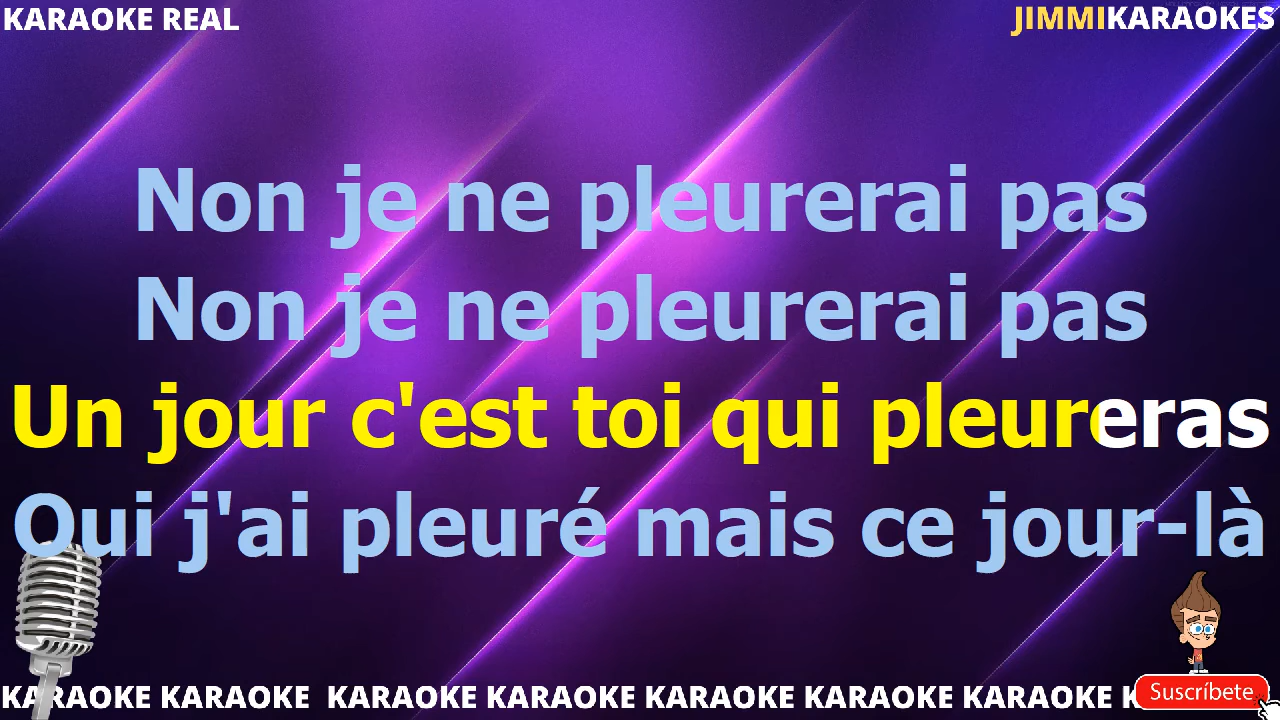 KARAOKE REAL
JIMMIKARAOKES
Non je ne pleurerai pas
Non je ne pleurerai pas
Un jour c'est toi qui pleureras
Oui j'ai pleuré mais ce jour-là
KARAOKE KARAOKE KARAOKE KARAOKE KARAOKE KARAOKE KARAOKE K
Suscríbete